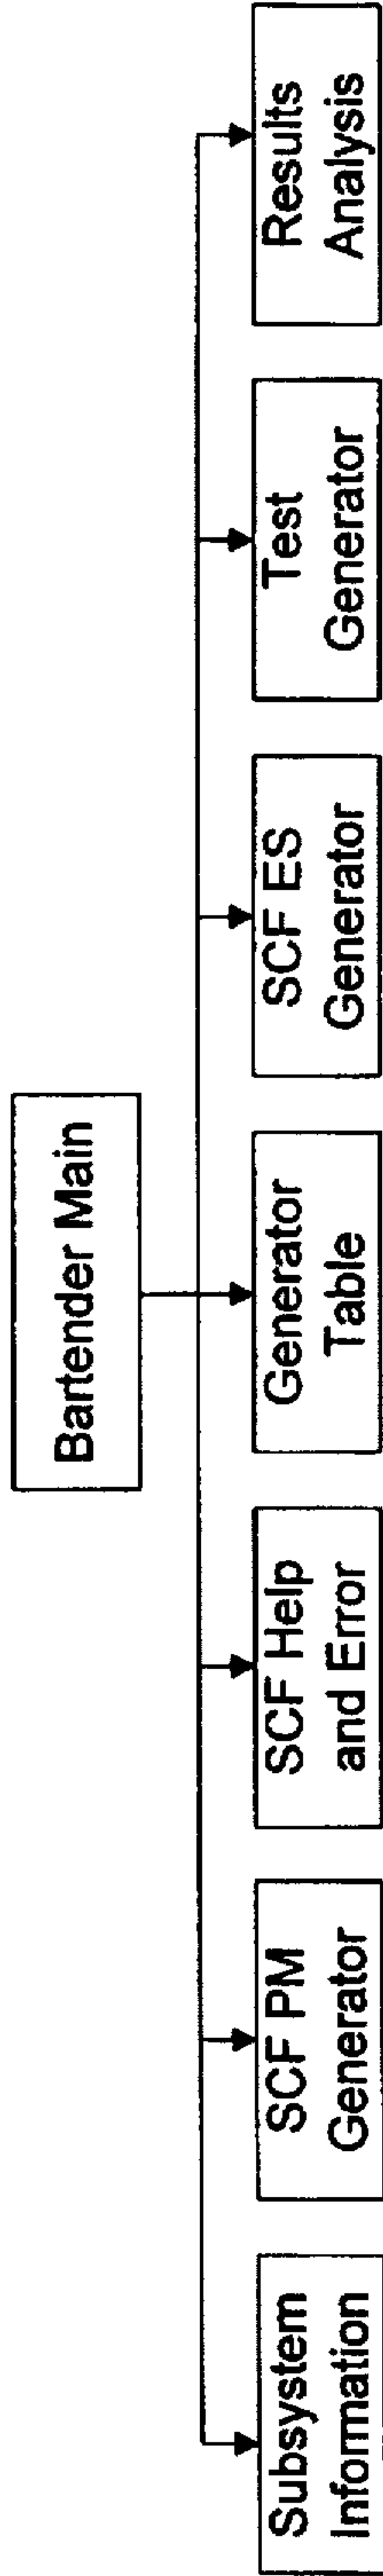 Bartender Main
Subsystem
Information
SCF PM
Generator
SCF Help
and Error
Generator
Table
SCF ES
Generator
Test
Generator
Results
Analysis